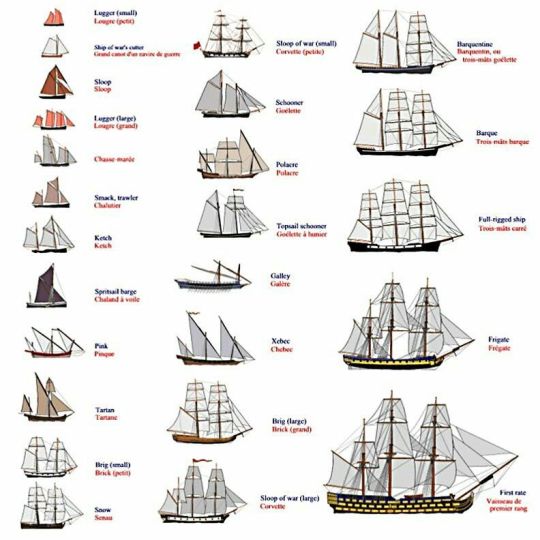 Lugger (small)
Lougre (petit)
Ship of war's cutter
Grand canot d'un navire de guerre
Sloop
Sloop
Lugger (large)
Lougre (grand)
Chasse-marée
Smack, trawler
Chalutier
Ketch
Ketch
Spritsail barge
Chaland à voile
Pink
Pinque
Tartan
Tartane
Brig (small)
Brick (petit)
Snow
Senau
Sloop of war (small)
Corvette (petite)
Schooner
Goélette
Polacre
Polacre
Topsail schooner
Goélette à hunier
Galley
Galère
Xebec
Chebec
Brig (large)
Brick (grand)
Sloop of war (large)
Corvette
Barquentine
Barquentin, ou
trois-mâts goélette
Barque
Trois-mâts barque
Full-rigged ship
Trois-mâts carré
Frigate
Frégate
First rate
Vaisseau de
premier rang